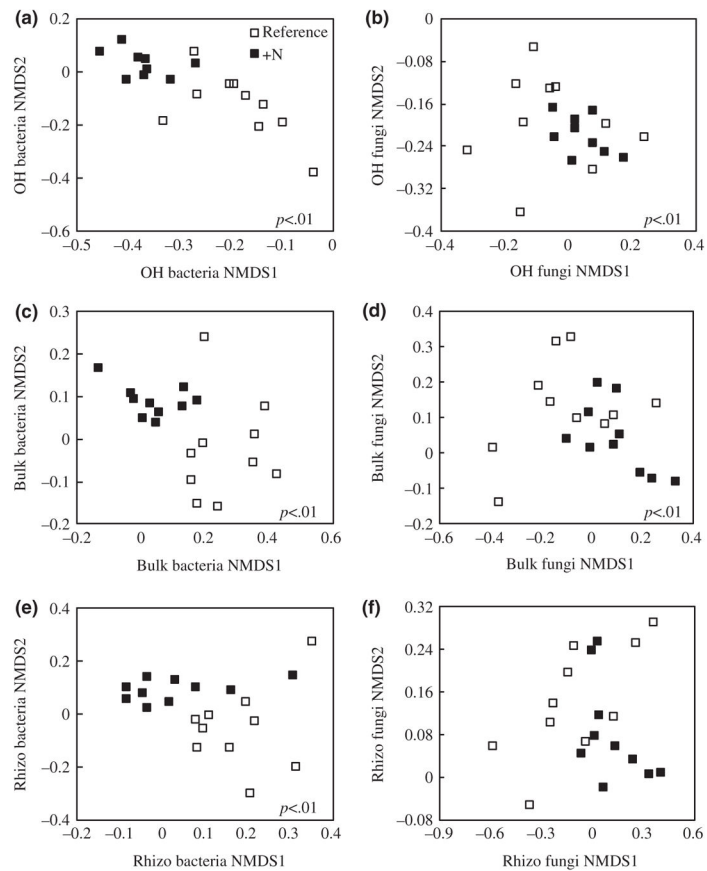 (a)
0.2
0
−0.2
−0.4
−0.6
OH bacteria NMDS2
Reference
+N
p<.01
−0.5 −0.4 −0.3 −0.2 −0.1 0
OH bacteria NMDS1
(b)
0
−0.08
−0.16
−0.24
−0.32
−0.4
OH fungi NMDS2
p<.01
−0.4 −0.2 0 0.2 0.4
OH fungi NMDS1
(c)
0.3
0.2
0.1
0
−0.1
−0.2
Bulk bacteria NMDS2
p<.01
−0.2 0 0.2 0.4 0.6
Bulk bacteria NMDS1
(d)
0.4
0.3
0.2
0.1
0
−0.1
−0.2
Bulk fungi NMDS2
p<.01
−0.6 −0.4 −0.2 0 0.2 0.4
Bulk fungi NMDS1
(e)
0.4
0.2
0
−0.2
−0.4
Rhizo bacteria NMDS2
p<.01
−0.2 −0.1 0 0.1 0.2 0.3 0.4
Rhizo bacteria NMDS1
(f)
0.32
0.24
0.16
0.08
0
−0.08
Rhizo fungi NMDS2
−0.9 −0.6 −0.3 0 0.3 0.6
Rhizo fungi NMDS1